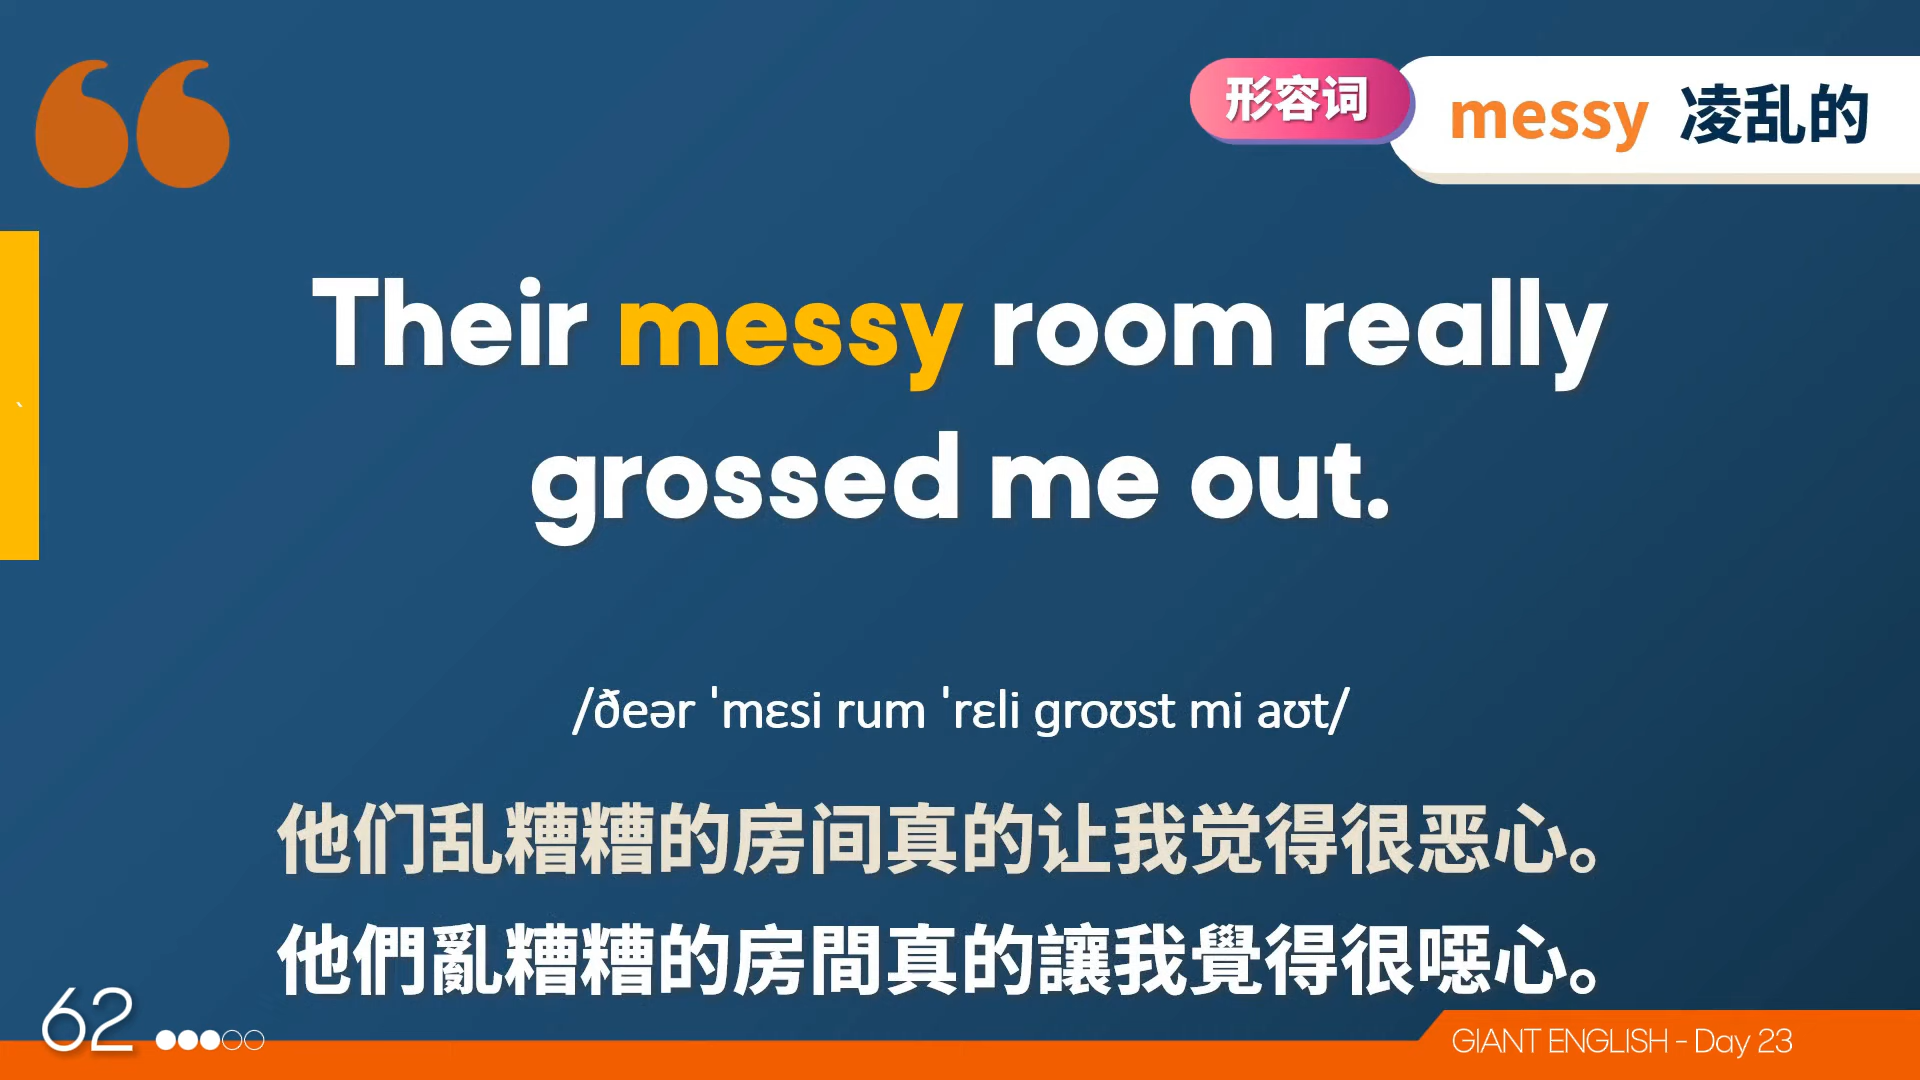 形容词
messy 凌乱的
Their messy room really
grossed me out.
/ðeər ˈmɛsi rum ˈrɛli groʊst mi aʊt/
他们乱糟糟的房间真的让我觉得很恶心。
他們亂糟糟的房間真的讓我覺得很噁心。
62
GIANT ENGLISH - Day 23